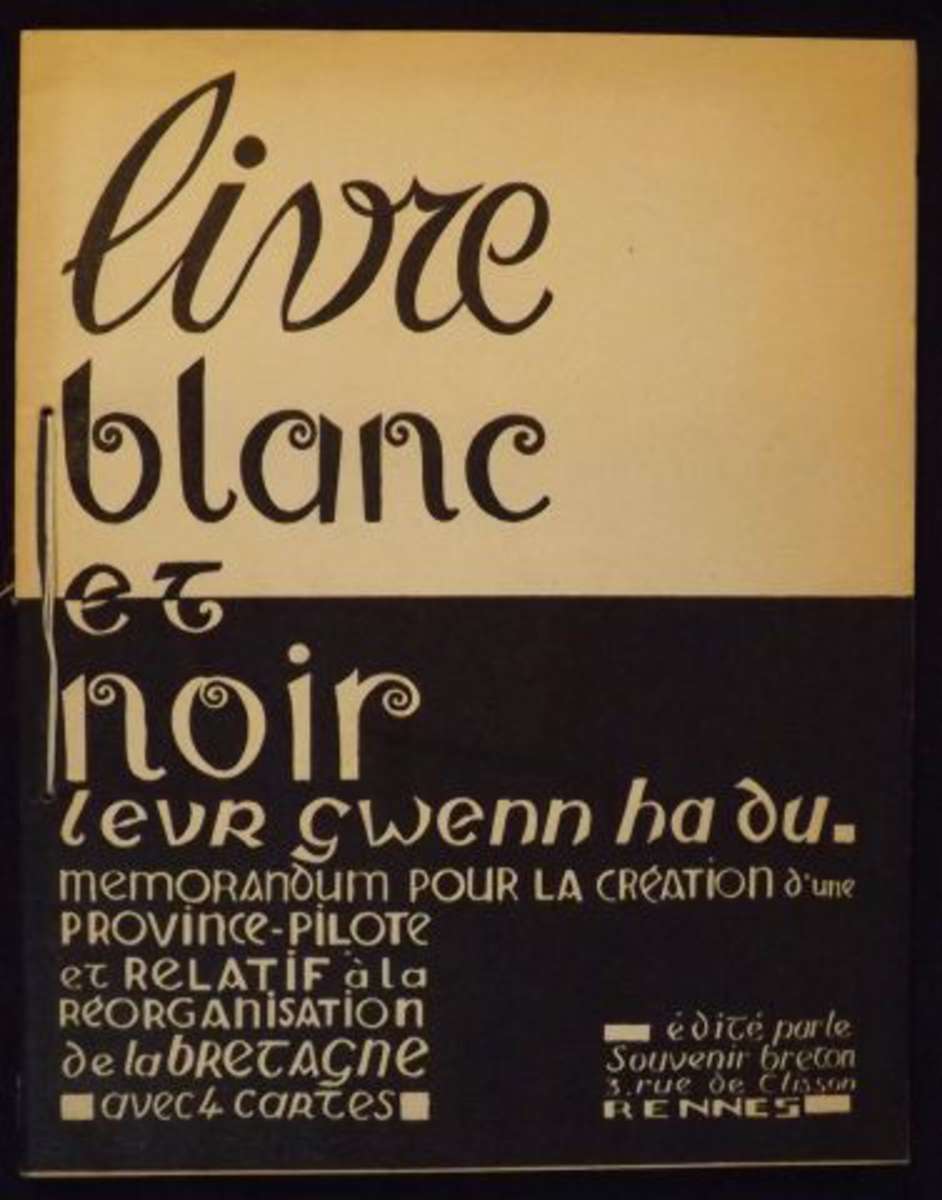 livre
blanc
et
noir
levr gwenn ha du.
memORANdum POUR LA CRéATiON d'une
PROVinCe-PiLOTe
et RELATIF à la
RéORGANiSATiON
de la bRETAGNe
avec 4 CARTes
édité par le
Souvenir breton
3, rue de Clisson
RENNES